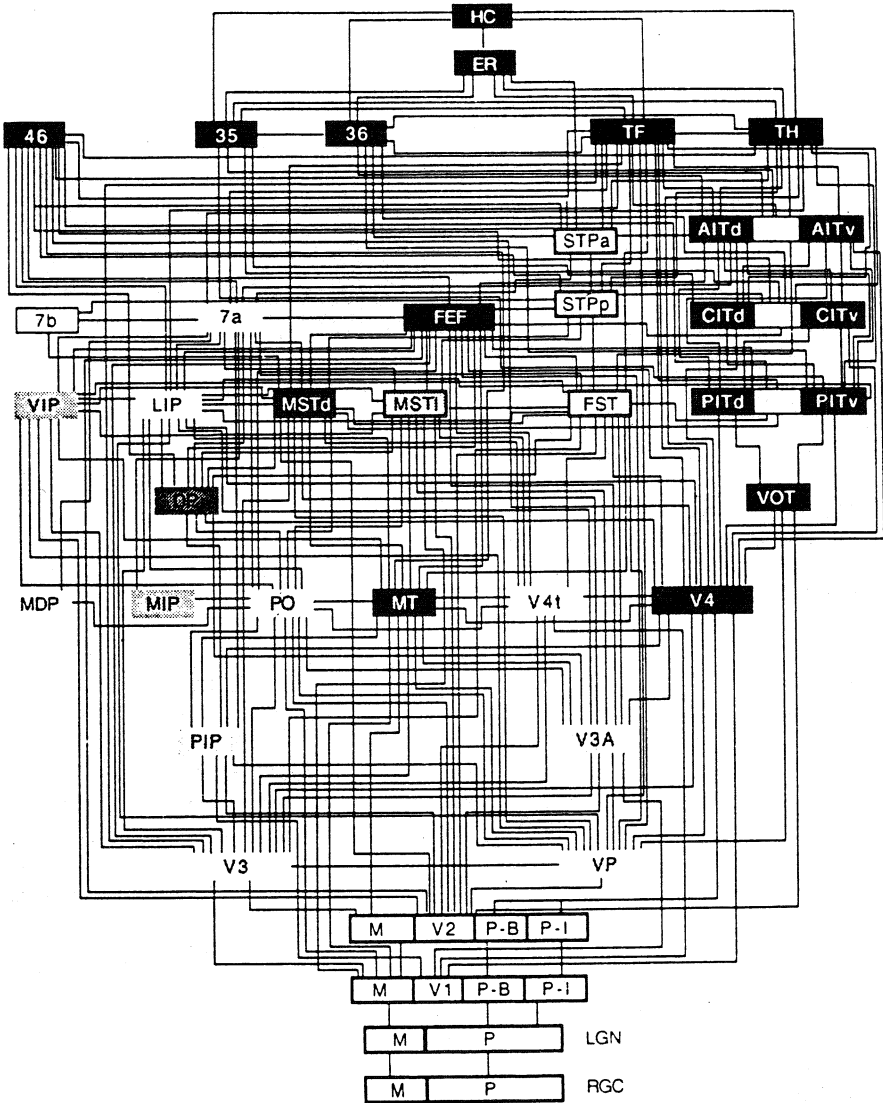 HC
ER
46 35 36 TF TH
AITd AITv
STPa
STPp
7b 7a FEF CITd CITv
VIP LIP MSTd MSTl FST PITd PITv
DP VOT
MDP MIP PO MT V4t V4
PIP V3A
V3 VP
M V2 P-B P-I
M V1 P-B P-I
M P LGN
M P RGC